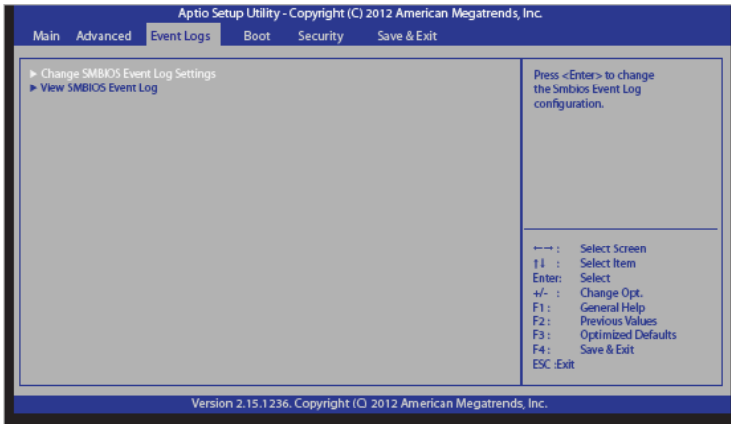 Aptio Setup Utility - Copyright (C) 2012 American Megatrends, Inc.
Main Advanced Event Logs Boot Security Save & Exit
► Change SMBIOS Event Log Settings
► View SMBIOS Event Log
Press <Enter> to change
the Smbios Event Log
configuration.
←→ : Select Screen
↑↓ : Select Item
Enter: Select
+/- : Change Opt.
F1 : General Help
F2 : Previous Values
F3 : Optimized Defaults
F4 : Save & Exit
ESC :Exit
Version 2.15.1236. Copyright (C) 2012 American Megatrends, Inc.